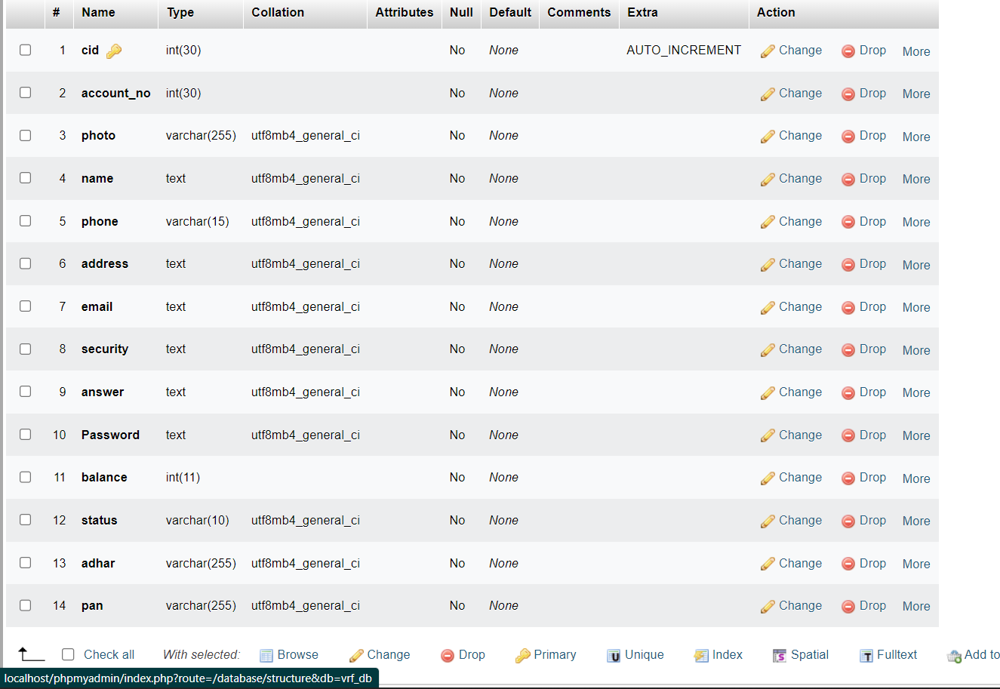 # Name Type Collation Attributes Null Default Comments Extra Action
1 cid int(30) No None AUTO_INCREMENT Change Drop More
2 account_no int(30) No None Change Drop More
3 photo varchar(255) utf8mb4_general_ci No None Change Drop More
4 name text utf8mb4_general_ci No None Change Drop More
5 phone varchar(15) utf8mb4_general_ci No None Change Drop More
6 address text utf8mb4_general_ci No None Change Drop More
7 email text utf8mb4_general_ci No None Change Drop More
8 security text utf8mb4_general_ci No None Change Drop More
9 answer text utf8mb4_general_ci No None Change Drop More
10 Password text utf8mb4_general_ci No None Change Drop More
11 balance int(11) No None Change Drop More
12 status varchar(10) utf8mb4_general_ci No None Change Drop More
13 adhar varchar(255) utf8mb4_general_ci No None Change Drop More
14 pan varchar(255) utf8mb4_general_ci No None Change Drop More
Check all With selected: Browse Change Drop Primary Unique Index Spatial Fulltext Add to
localhost/phpmyadmin/index.php?route=/database/structure&db=vrf_db